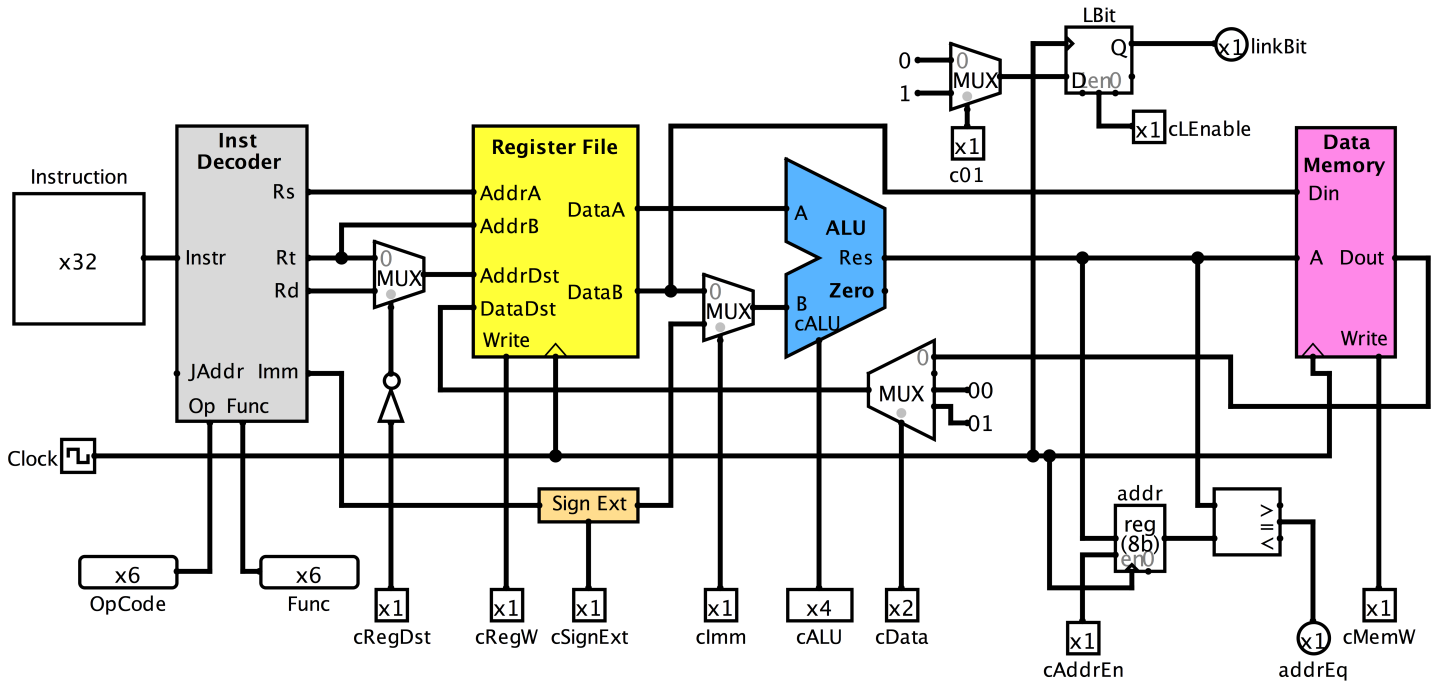 LBit
0
0
MUX
1
Q
D
en0
x1
linkBit
x1
cLEnable
x1
c01
Instruction
x32
Inst
Decoder
Rs
Instr
Rt
Rd
JAddr
Imm
Op
Func
0
MUX
Register File
AddrA
DataA
AddrB
AddrDst
DataB
DataDst
Write
0
MUX
A
ALU
Res
Zero
B
cALU
Data
Memory
Din
A
Dout
Write
0
MUX
00
01
Clock
Sign Ext
addr
reg
(8b)
en0
>
=
<
x6
OpCode
x6
Func
x1
cRegDst
x1
cRegW
x1
cSignExt
x1
cImm
x4
cALU
x2
cData
x1
cAddrEn
x1
addrEq
x1
cMemW